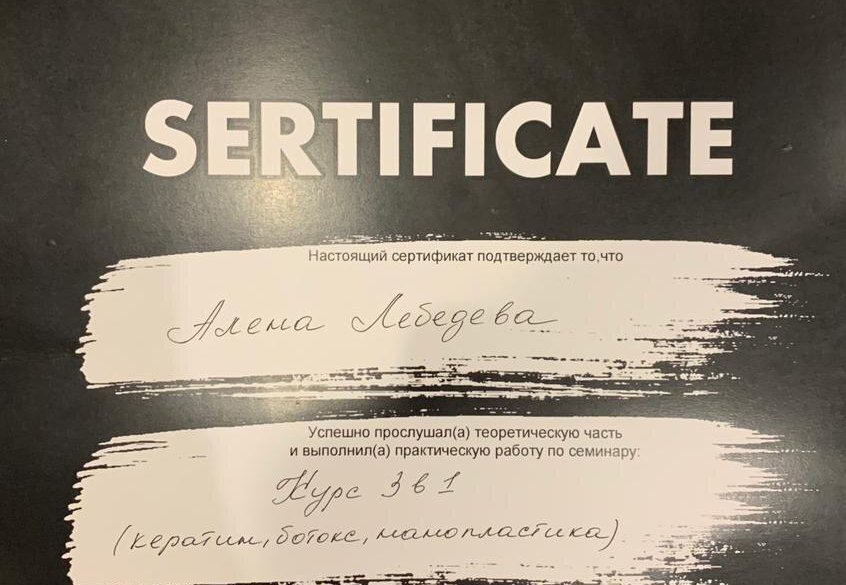 SERTIFICATE
Настоящий сертификат подтверждает то,что
Алена Лебедева
Успешно прослушал(а) теоретическую часть
и выполнил(а) практическую работу по семинару:
Курс 3 в 1
(кератин, ботокс, нанопластика)